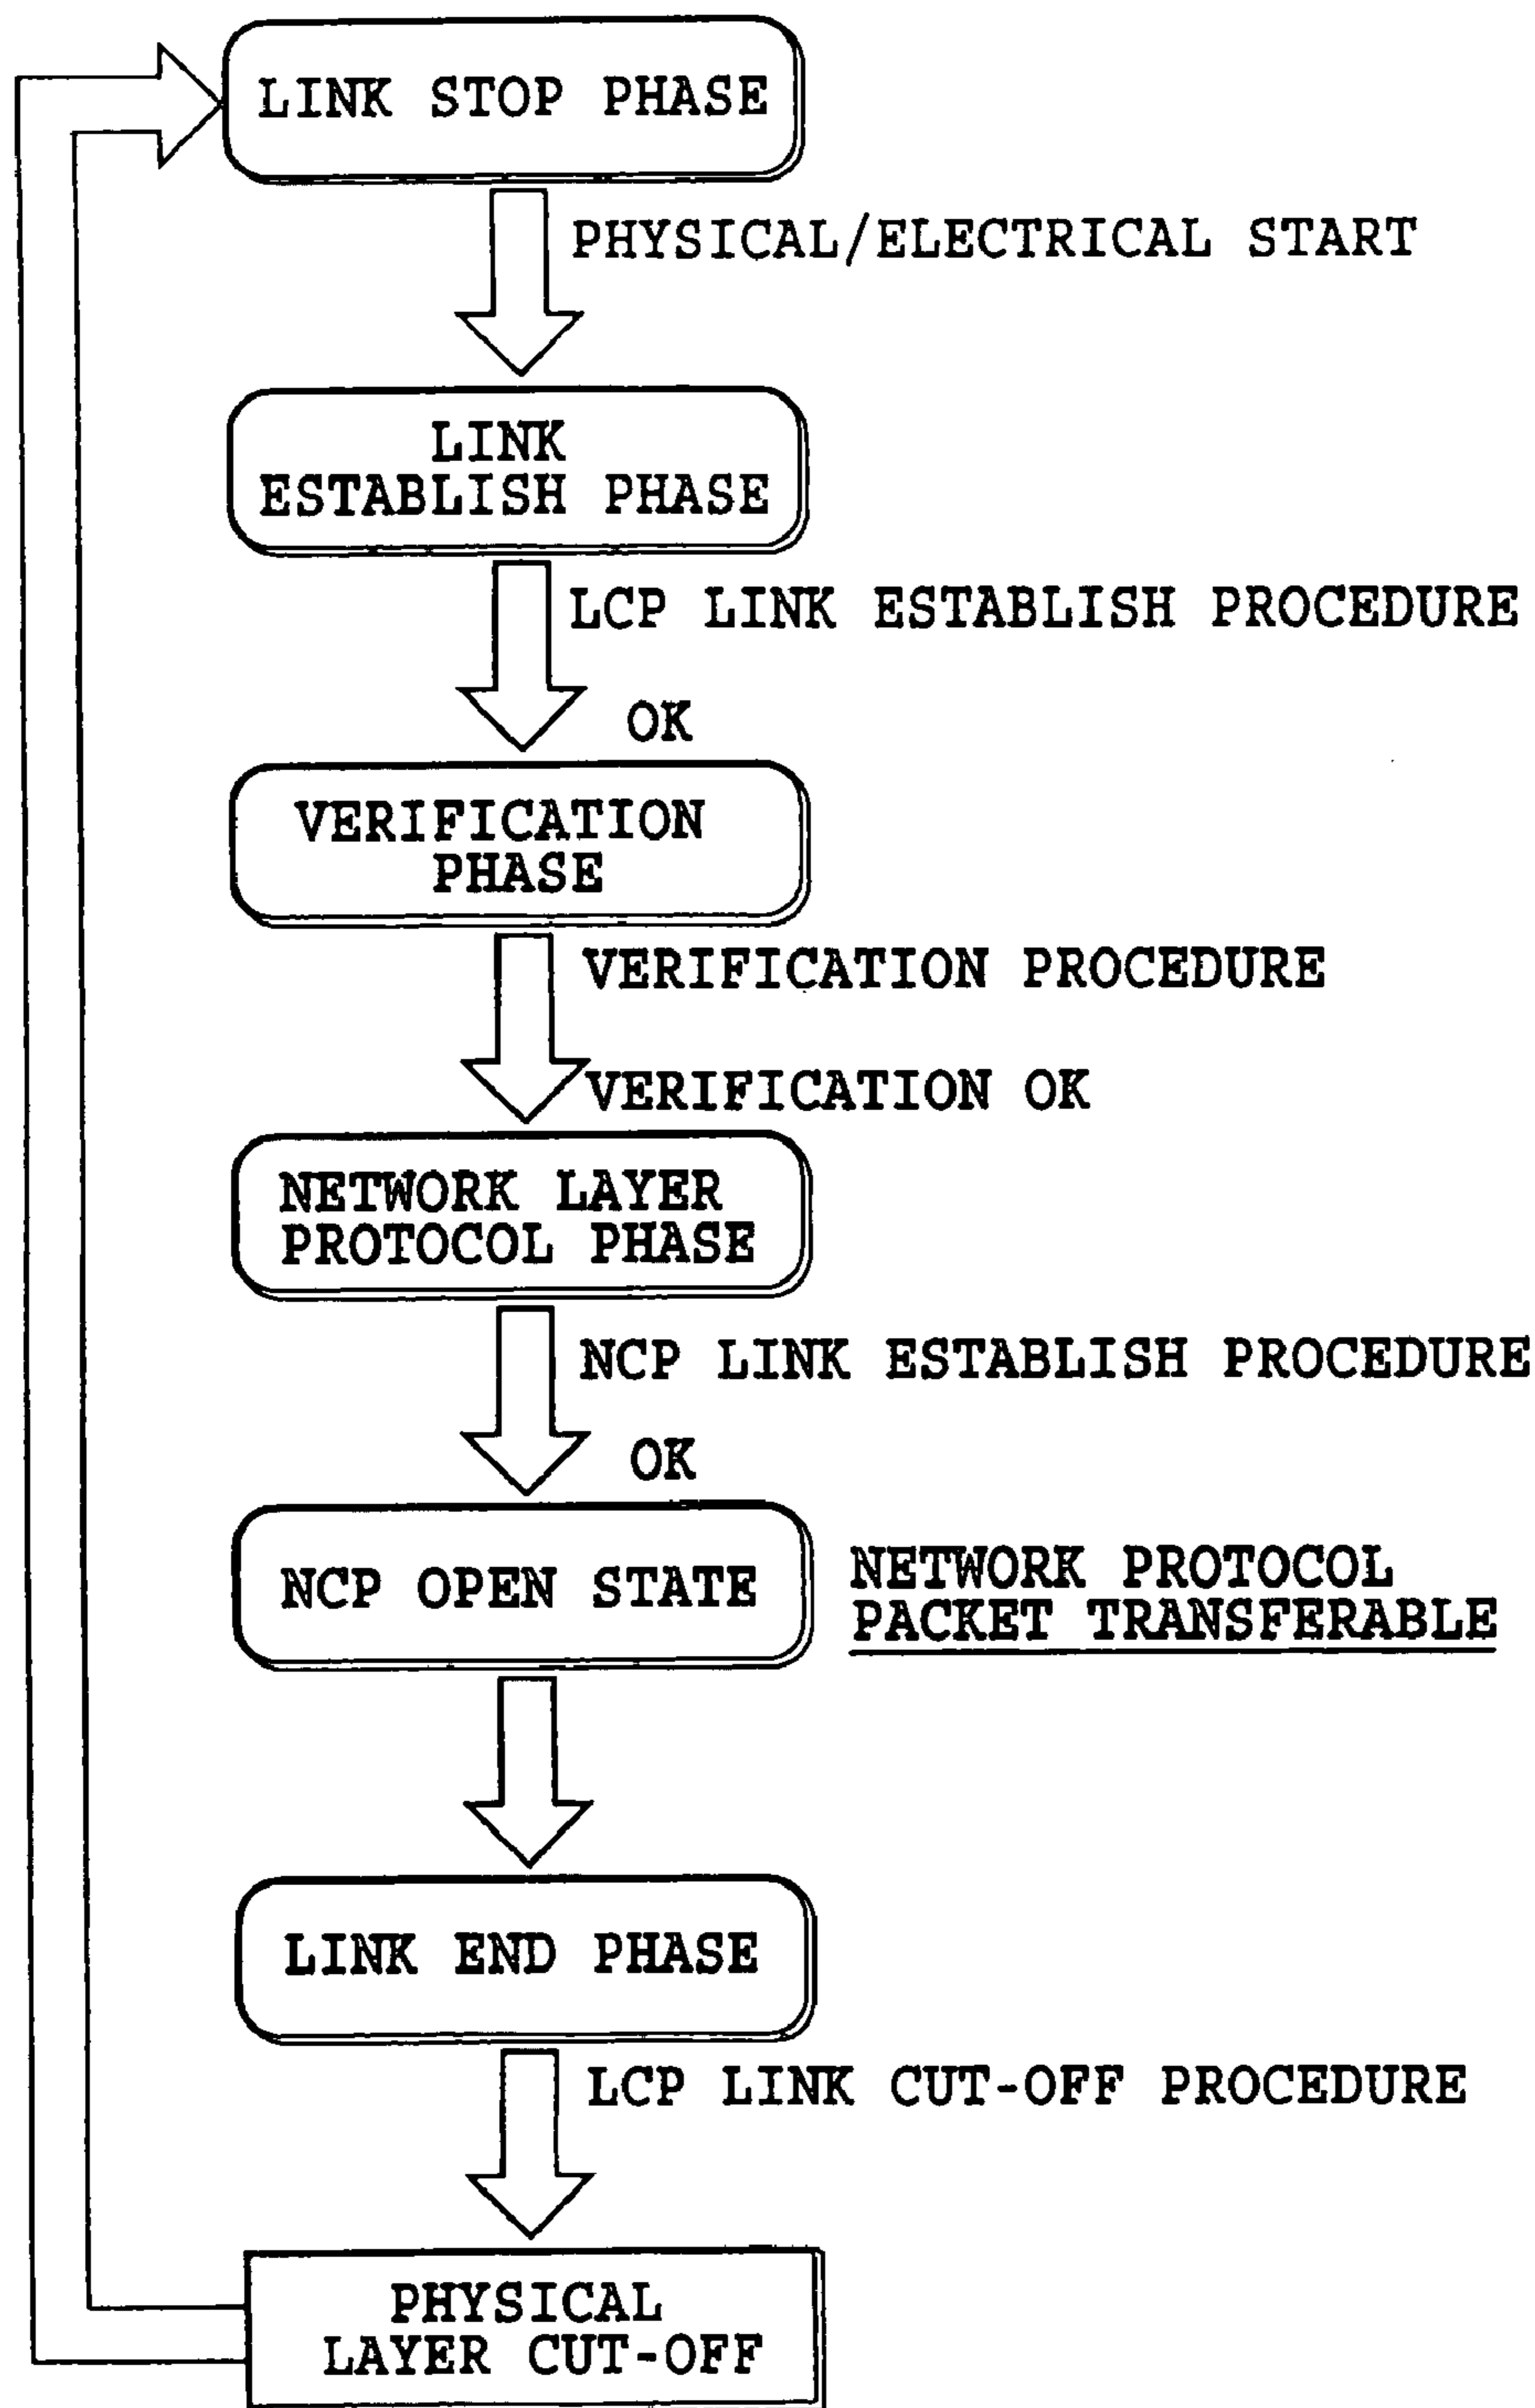 LINK STOP PHASE
PHYSICAL/ELECTRICAL START
LINK
ESTABLISH PHASE
LCP LINK ESTABLISH PROCEDURE
OK
VERIFICATION
PHASE
VERIFICATION PROCEDURE
VERIFICATION OK
NETWORK LAYER
PROTOCOL PHASE
NCP LINK ESTABLISH PROCEDURE
OK
NCP OPEN STATE
NETWORK PROTOCOL
PACKET TRANSFERABLE
LINK END PHASE
LCP LINK CUT-OFF PROCEDURE
PHYSICAL
LAYER CUT-OFF